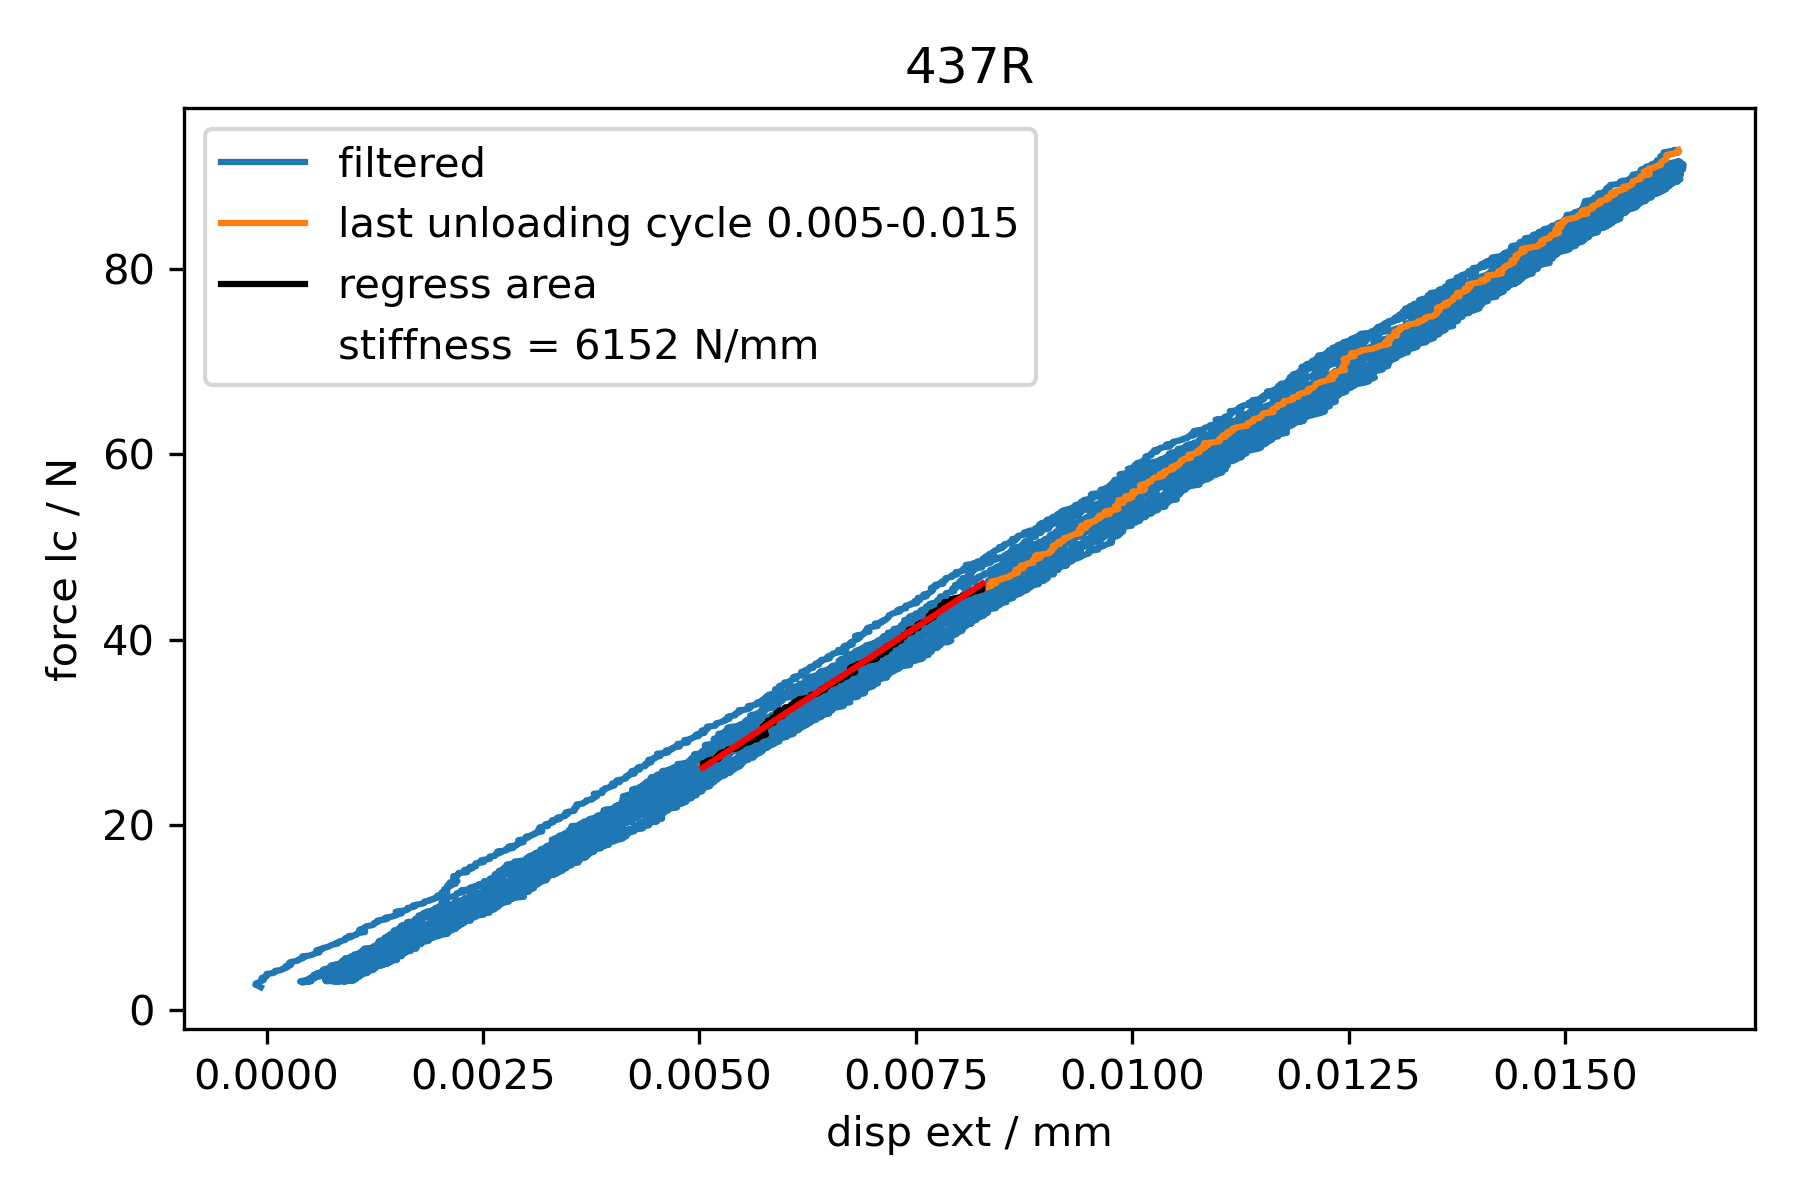 437R
filtered
last unloading cycle 0.005-0.015
regress area
stiffness = 6152 N/mm
force lc / N
80
60
40
20
0
0.0000 0.0025 0.0050 0.0075 0.0100 0.0125 0.0150
disp ext / mm